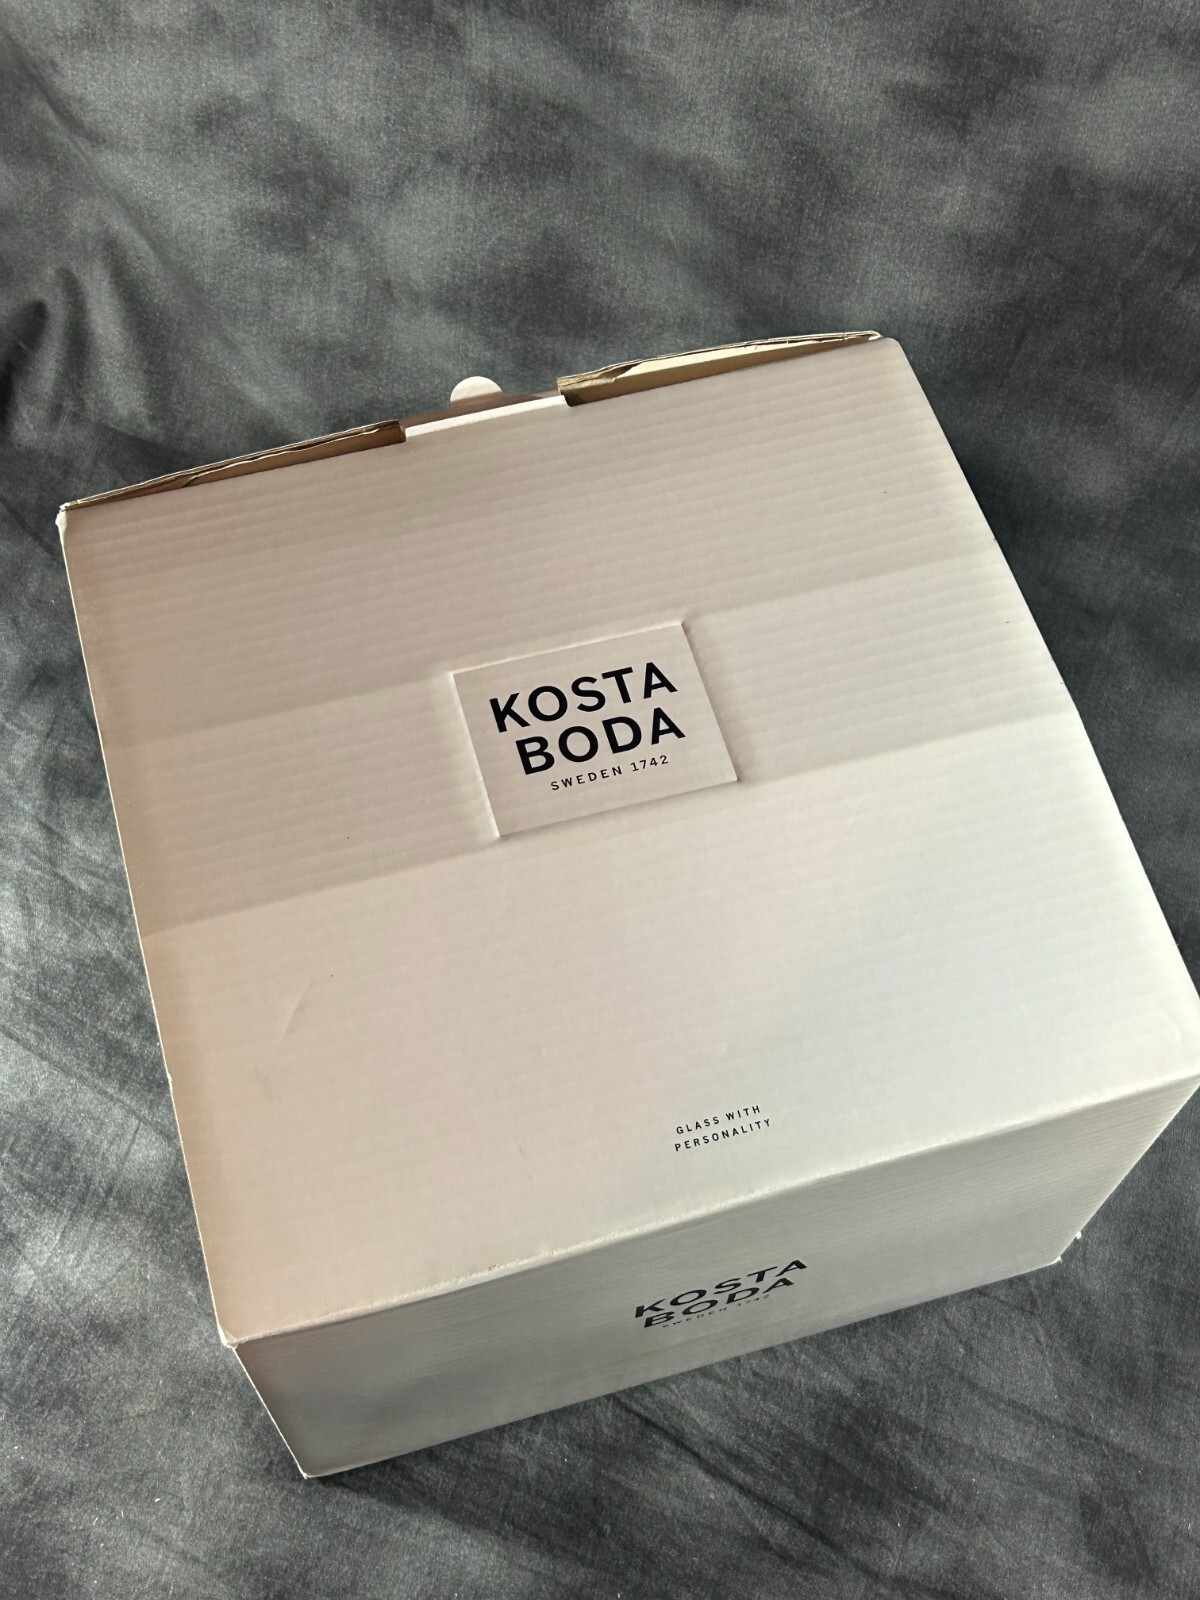 KOSTA
BODA
SWEDEN 1742
GLASS WITH
PERSONALITY
KOSTA
BODA
SWEDEN 1742